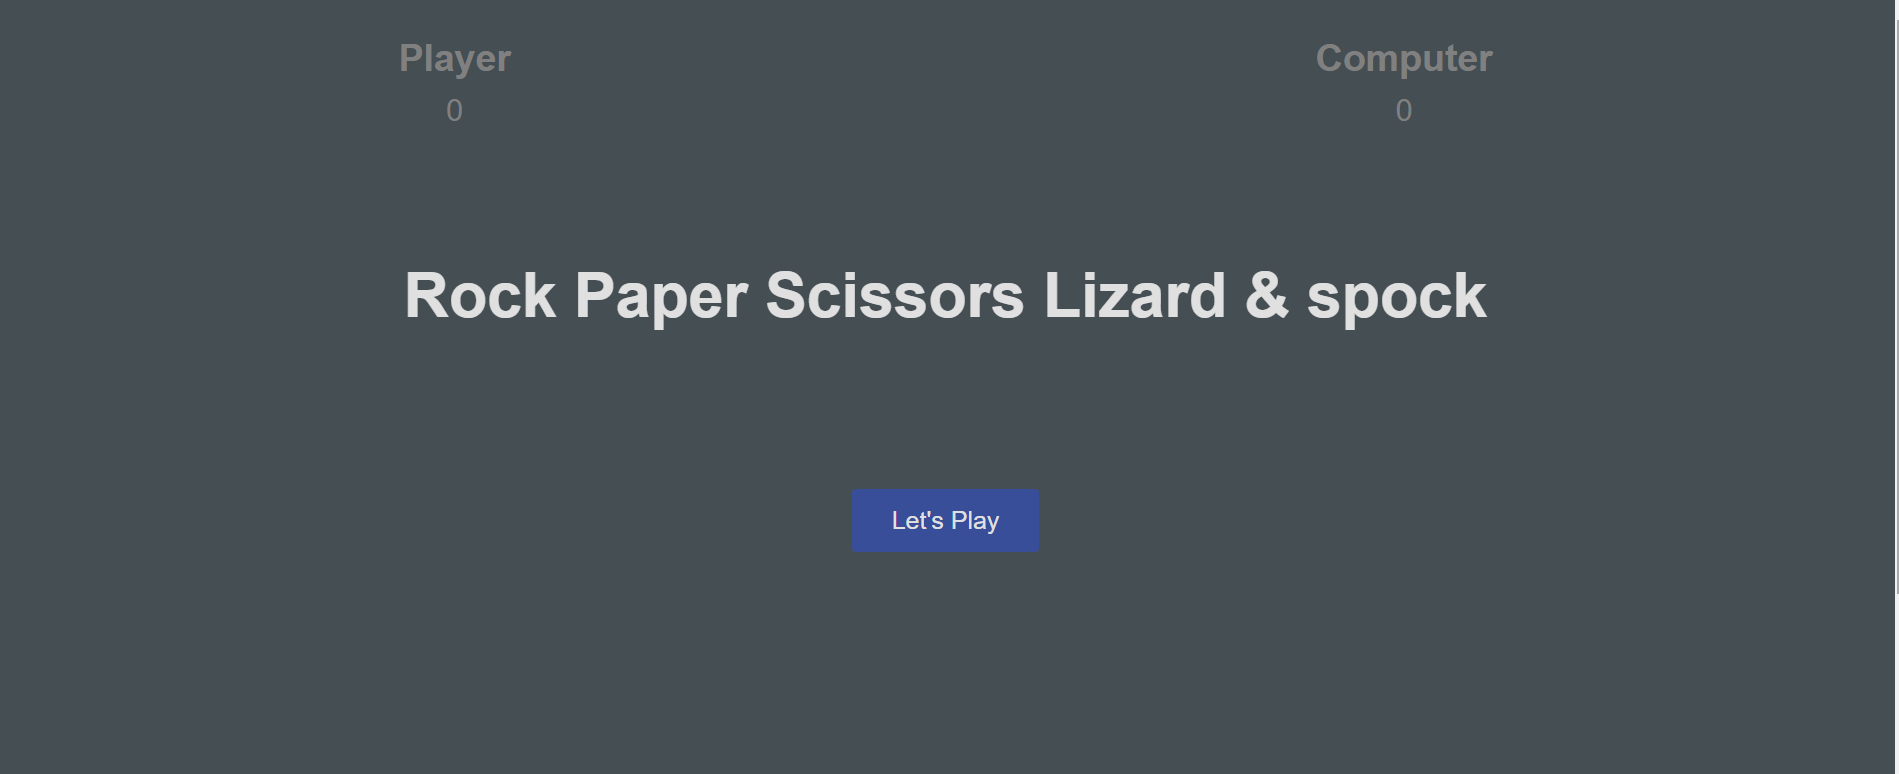 Player Computer
0 0
Rock Paper Scissors Lizard & spock
Let's Play